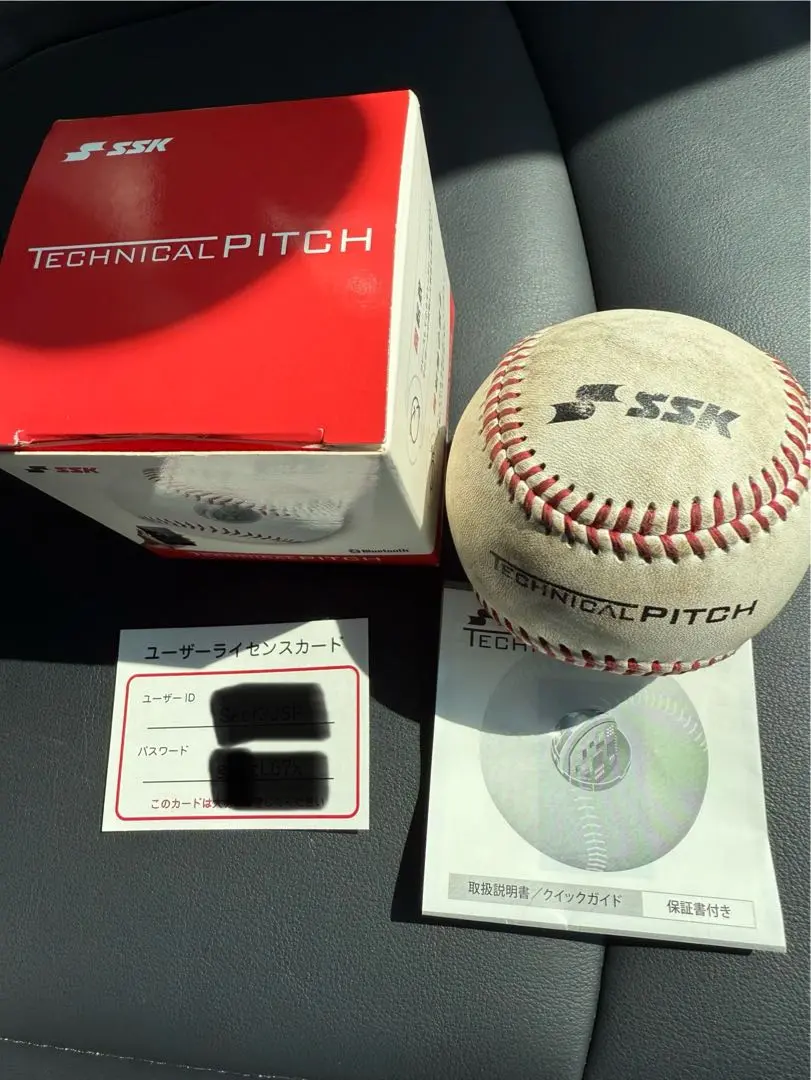 SSK
TECHNICALPITCH
SSK
Bluetooth
PITCH
SSK
TECHNICALPITCH
ユーザーライセンスカード
ユーザーID
パスワード
このカードは
TECH
取扱説明書/クイックガイド
保証書付き